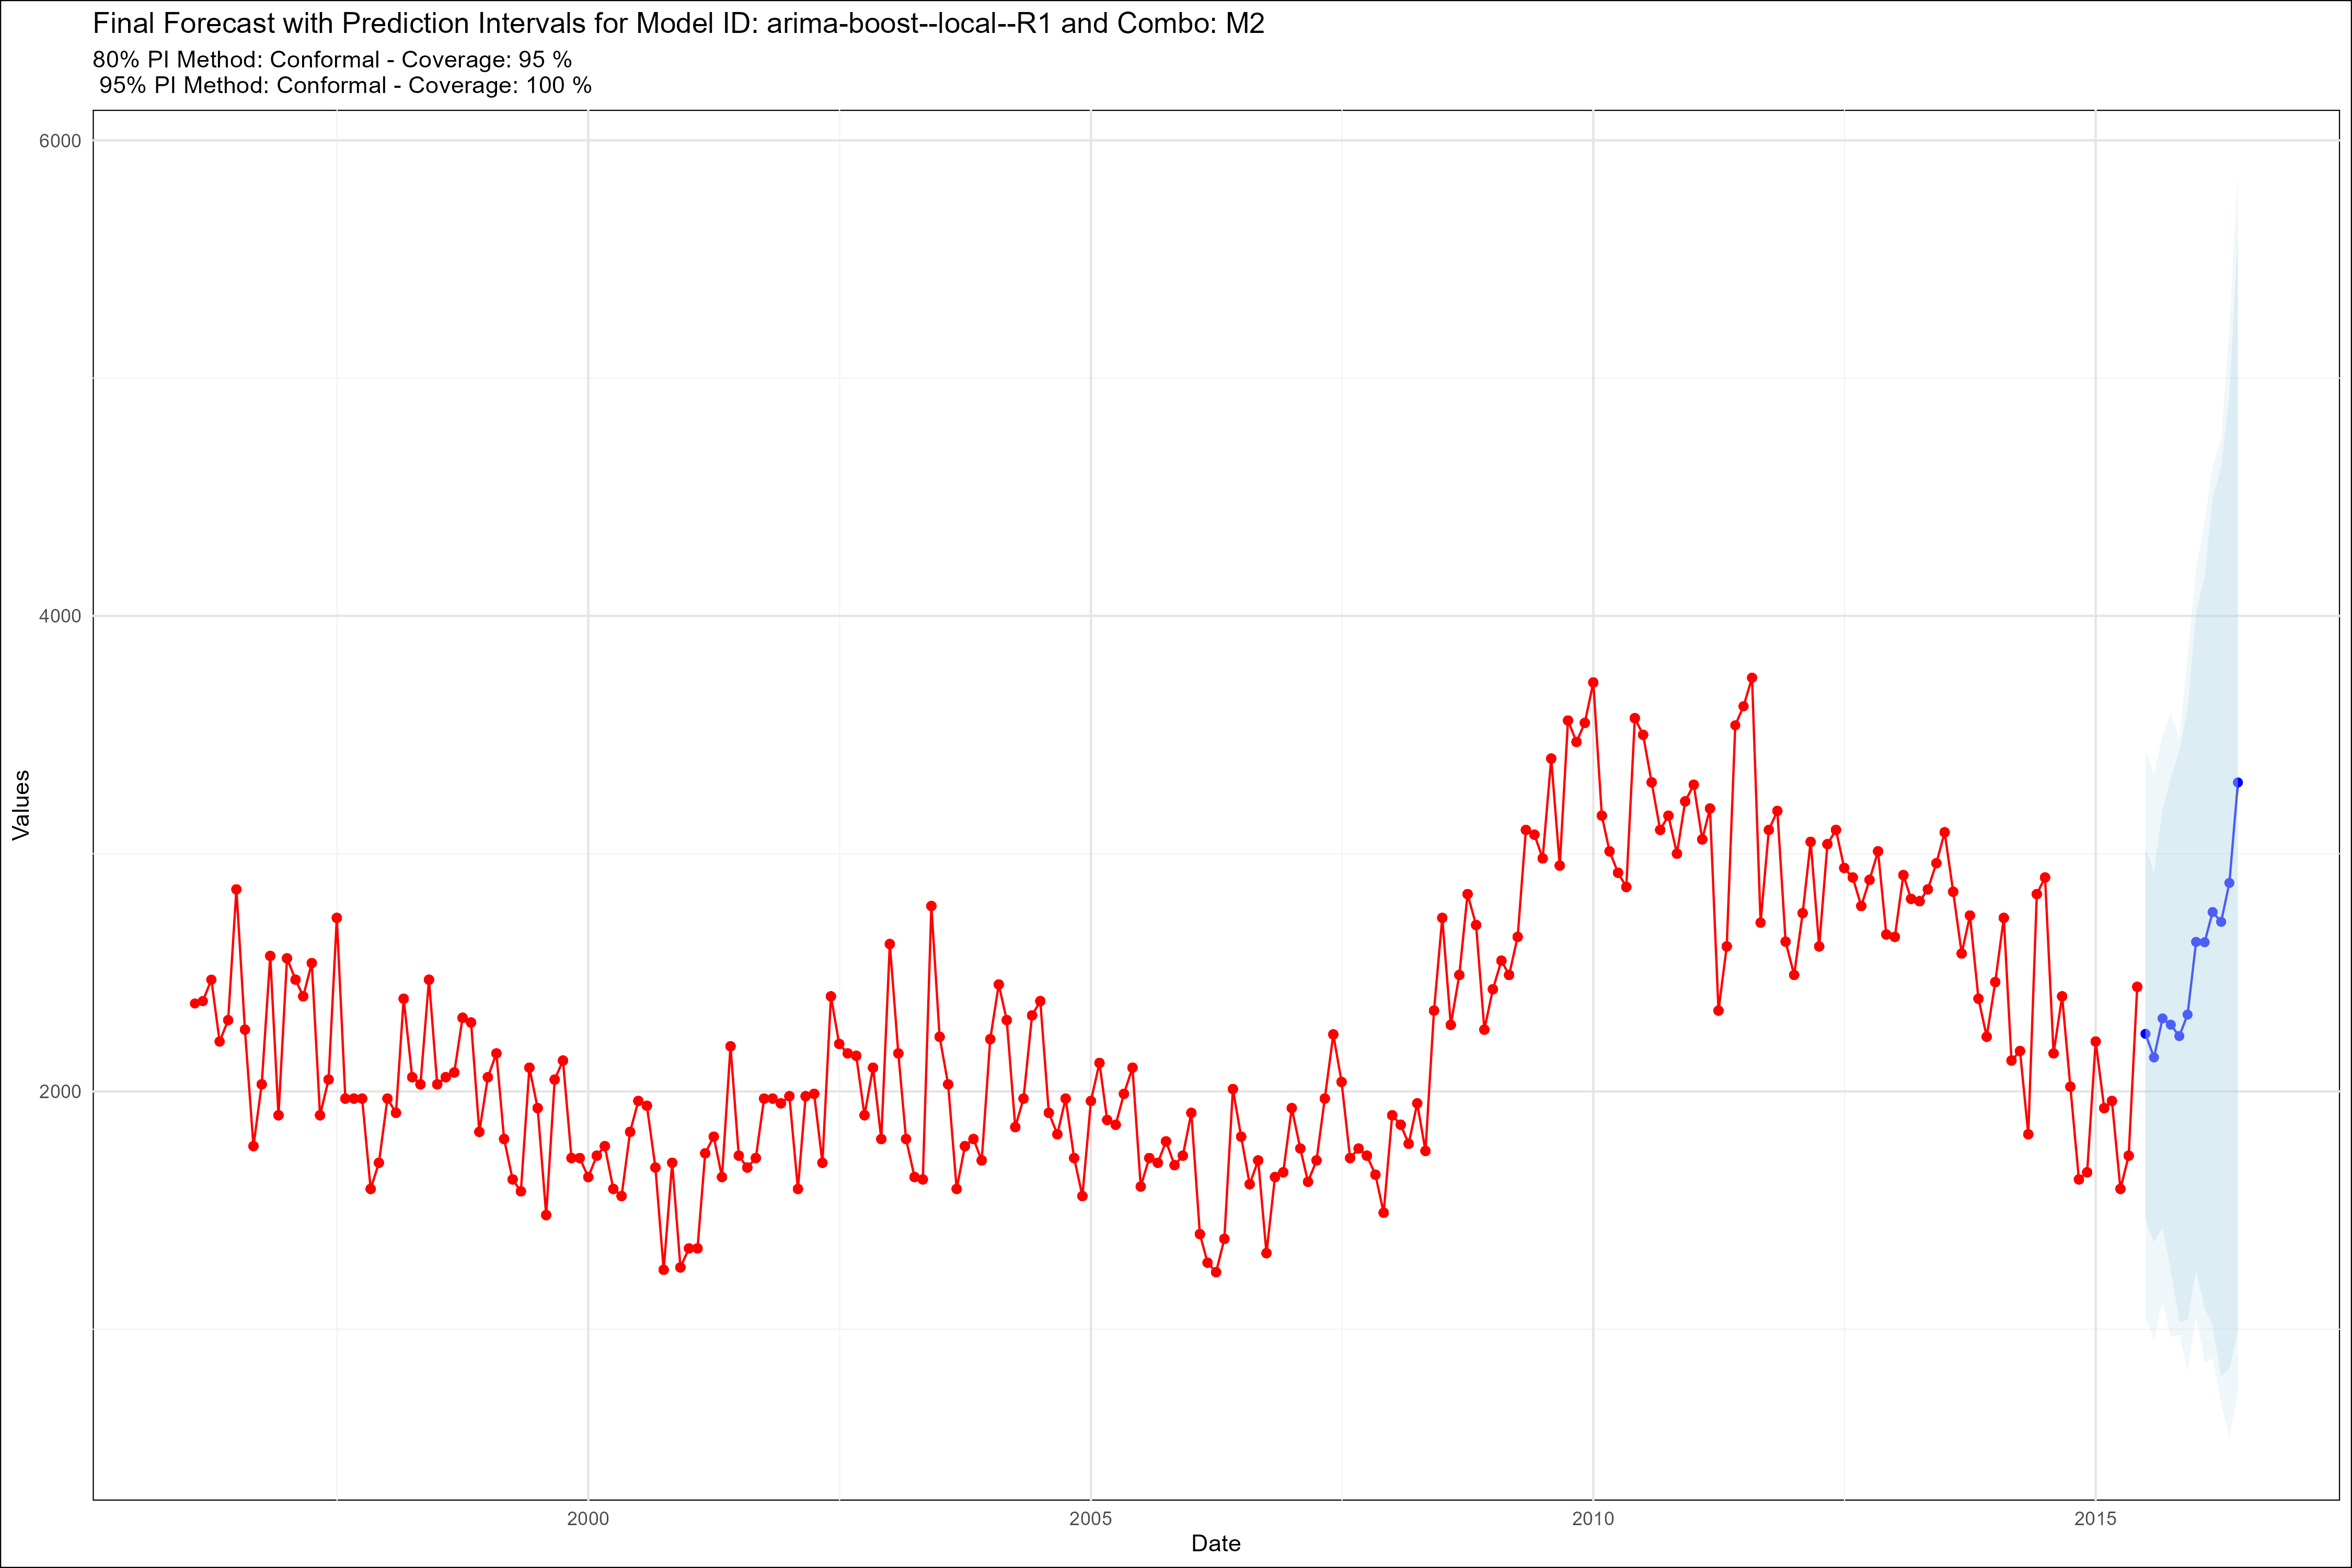 Final Forecast with Prediction Intervals for Model ID: arima-boost--local--R1 and Combo: M2
80% PI Method: Conformal - Coverage: 95 %
95% PI Method: Conformal - Coverage: 100 %
6000
4000
2000
Values
2000
2005
2010
2015
Date